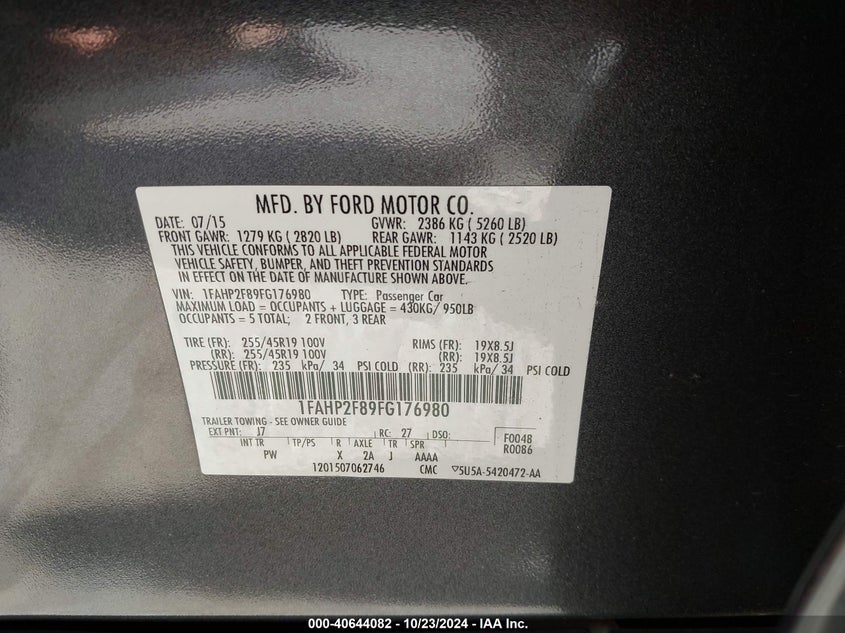 MFD. BY FORD MOTOR CO.
DATE: 07/15 GVWR: 2386 KG ( 5260 LB)
FRONT GAWR: 1279 KG ( 2820 LB) REAR GAWR: 1143 KG ( 2520 LB)
THIS VEHICLE CONFORMS TO ALL APPLICABLE FEDERAL MOTOR
VEHICLE SAFETY, BUMPER, AND THEFT PREVENTION STANDARDS
IN EFFECT ON THE DATE OF MANUFACTURE SHOWN ABOVE.
VIN: 1FAHP2F89FG176980 TYPE: Passenger Car
MAXIMUM LOAD = OCCUPANTS + LUGGAGE = 430KG/ 950LB
OCCUPANTS = 5 TOTAL; 2 FRONT, 3 REAR
TIRE (FR): 255/45R19 100V RIMS (FR): 19X8.5J
(RR): 255/45R19 100V (RR): 19X8.5J
PRESSURE (FR): 235 kPa/ 34 PSI COLD (RR): 235 kPa/ 34 PSI COLD
1FAHP2F89FG176980
TRAILER TOWING - SEE OWNER GUIDE
EXT PNT: J7 RC: 27 DSO: F0048
INT TR TP/PS R AXLE TR SPR R0086
PW X 2A J AAAA
1201507062746 CMC ▽5U5A-5420472-AA
000-40644082 - 10/23/2024 - IAA Inc.